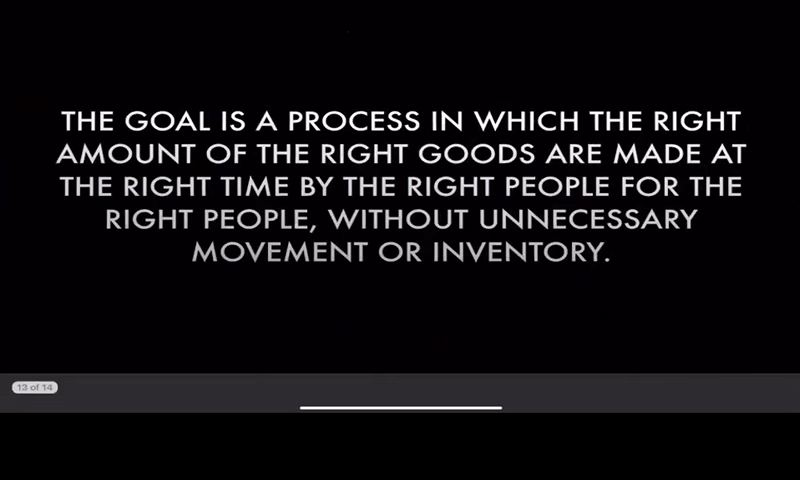 THE GOAL IS A PROCESS IN WHICH THE RIGHT
AMOUNT OF THE RIGHT GOODS ARE MADE AT
THE RIGHT TIME BY THE RIGHT PEOPLE FOR THE
RIGHT PEOPLE, WITHOUT UNNECESSARY
MOVEMENT OR INVENTORY.
13 of 14